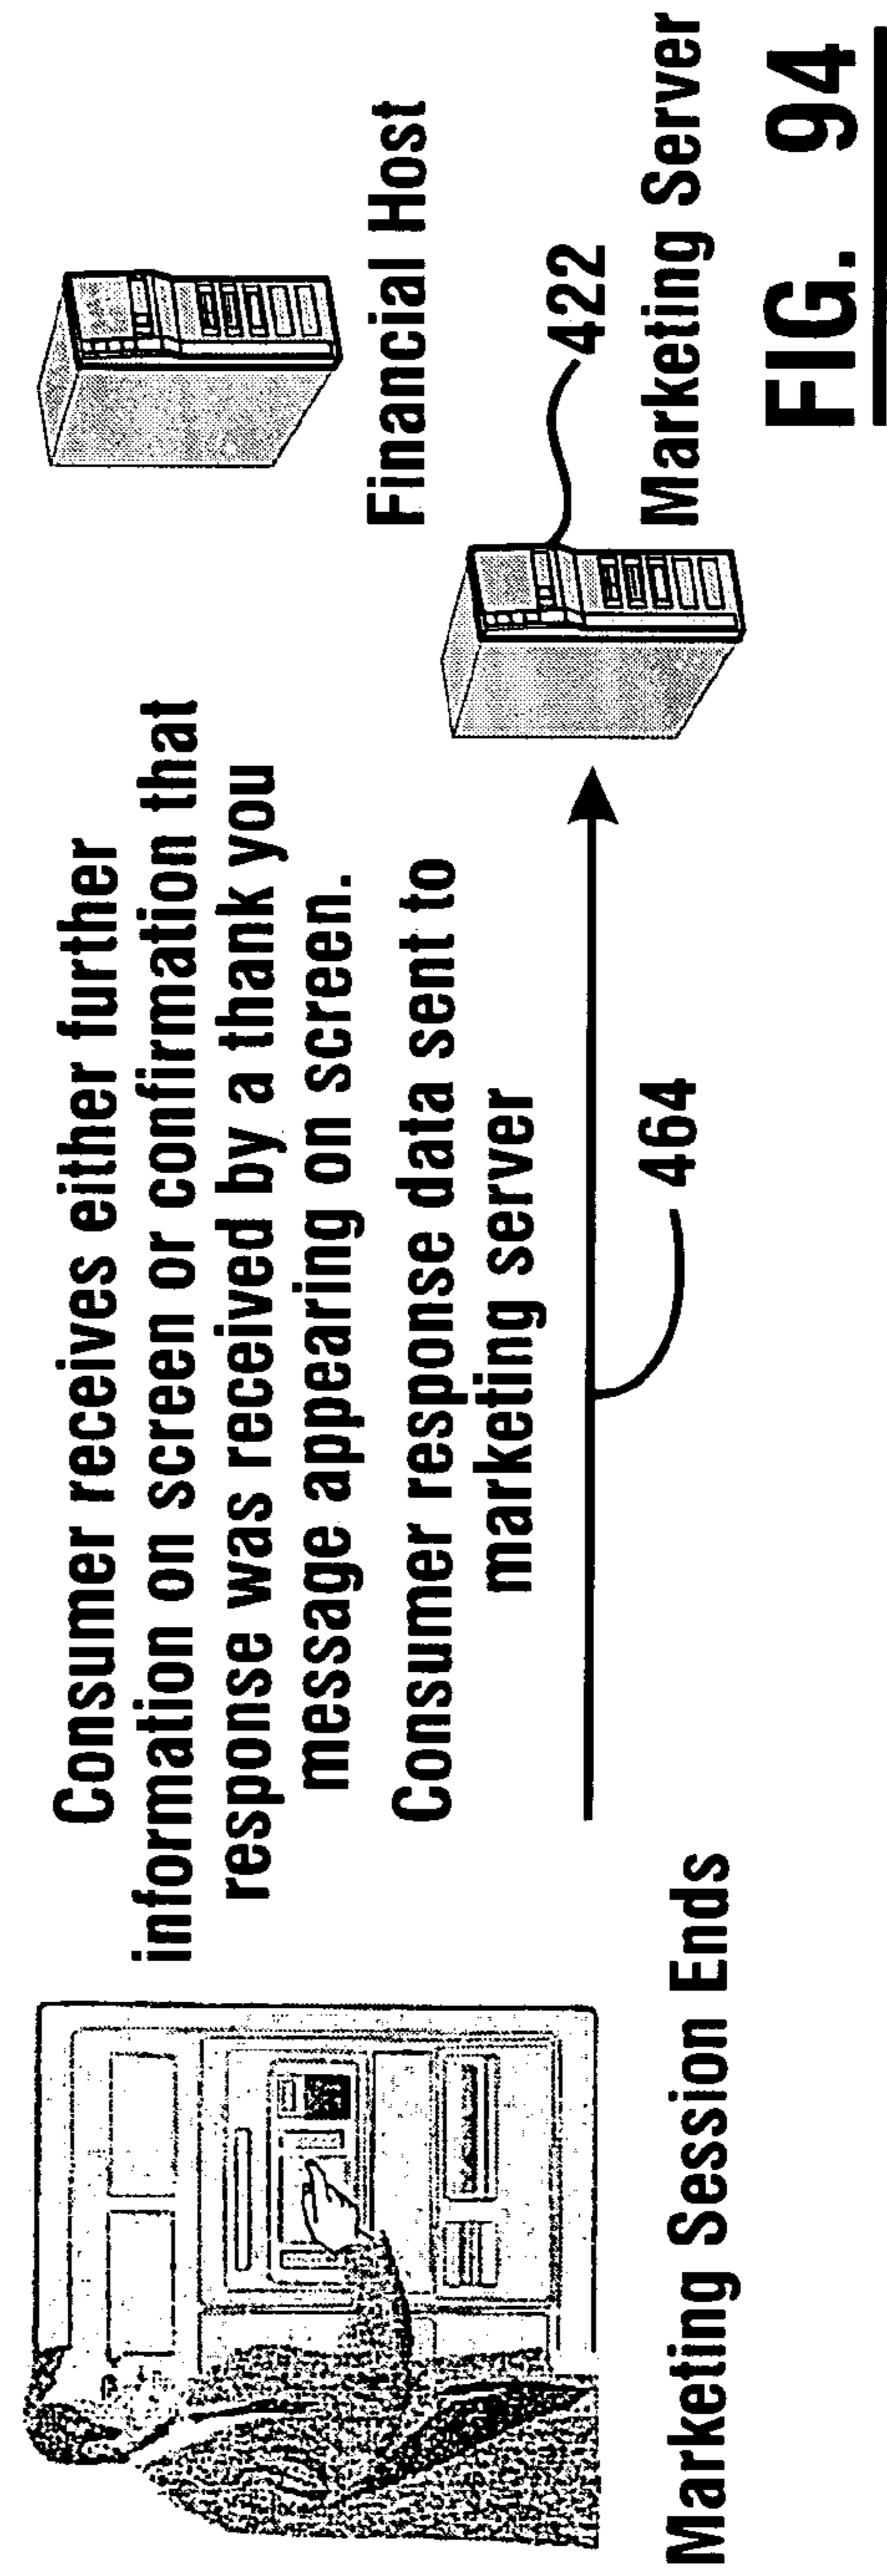 Consumer receives either further
information on screen or confirmation that
response was received by a thank you
message appearing on screen.
Consumer response data sent to
marketing server
464
Marketing Session Ends
Financial Host
422
Marketing Server
FIG. 94